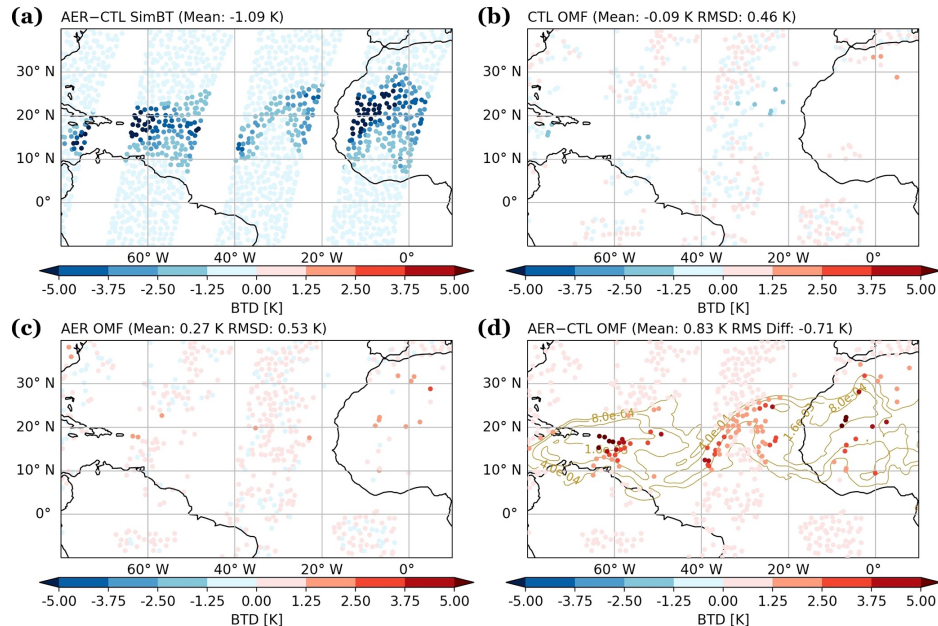 (a) AER−CTL SimBT (Mean: -1.09 K)
30° N
20° N
10° N
0°
60° W 40° W 20° W 0°
-5.00 -3.75 -2.50 -1.25 0.00 1.25 2.50 3.75 5.00
BTD [K]
(b) CTL OMF (Mean: -0.09 K RMSD: 0.46 K)
30° N
20° N
10° N
0°
60° W 40° W 20° W 0°
-5.00 -3.75 -2.50 -1.25 0.00 1.25 2.50 3.75 5.00
BTD [K]
(c) AER OMF (Mean: 0.27 K RMSD: 0.53 K)
30° N
20° N
10° N
0°
60° W 40° W 20° W 0°
-5.00 -3.75 -2.50 -1.25 0.00 1.25 2.50 3.75 5.00
BTD [K]
(d) AER−CTL OMF (Mean: 0.83 K RMS Diff: -0.71 K)
30° N
8.0e-04
8.0e-04
20° N
10° N
0°
60° W 40° W 20° W 0°
-5.00 -3.75 -2.50 -1.25 0.00 1.25 2.50 3.75 5.00
BTD [K]